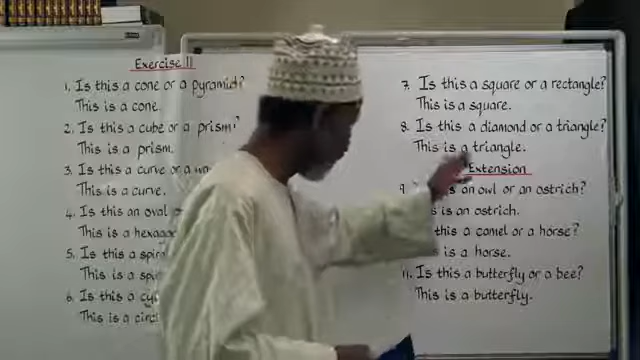 Exercise 11
1. Is this a cone or a pyramid?
This is a cone.
2. Is this a cube or a prism?
This is a prism.
3. Is this a curve or a
This is a curve.
4. Is this an oval
This is a
5. Is this a
This is a
6. Is this a
This is a
7. Is this a square or a rectangle?
This is a square.
8. Is this a diamond or a triangle?
This is a triangle.
Extension
an owl or an ostrich?
is an ostrich.
this a camel or a horse?
is a horse.
11. Is this a butterfly or a bee?
This is a butterfly.